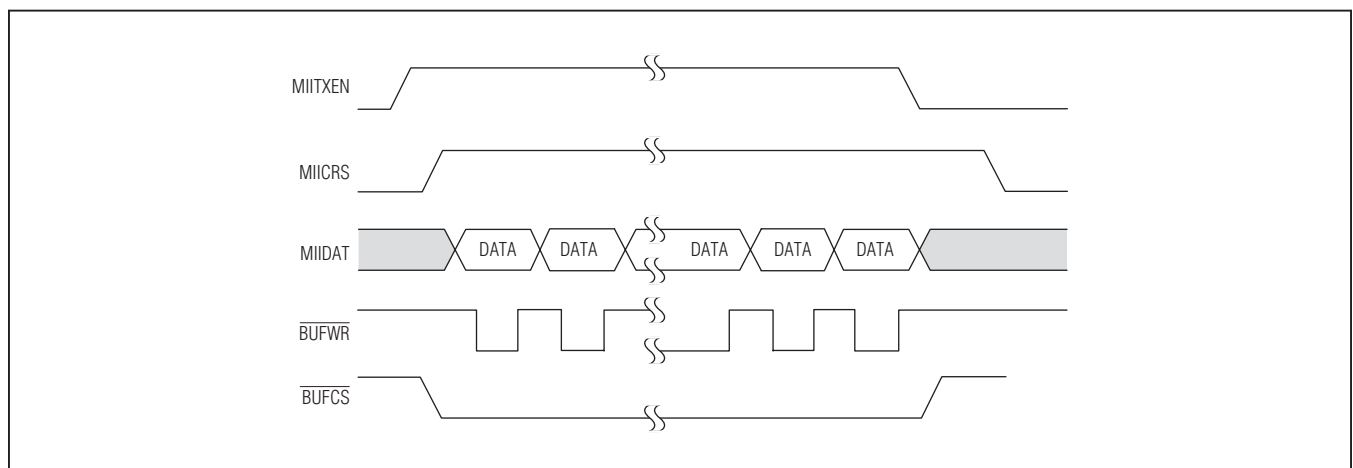 MIITXEN
MIICRS
MIIDAT DATA DATA DATA DATA DATA
BUFWR
BUFCS